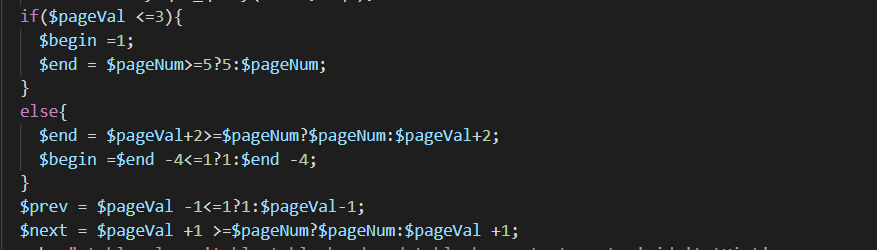 if($pageVal <=3){
$begin =1;
$end = $pageNum>=5?5:$pageNum;
}
else{
$end = $pageVal+2>=$pageNum?$pageNum:$pageVal+2;
$begin =$end -4<=1?1:$end -4;
}
$prev = $pageVal -1<=1?1:$pageVal-1;
$next = $pageVal +1 >=$pageNum?$pageNum:$pageVal +1;